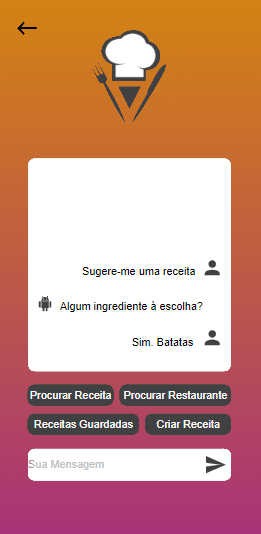 Sugere-me uma receita
Algum ingrediente à escolha?
Sim. Batatas
Procurar Receita Procurar Restaurante
Receitas Guardadas Criar Receita
Sua Mensagem